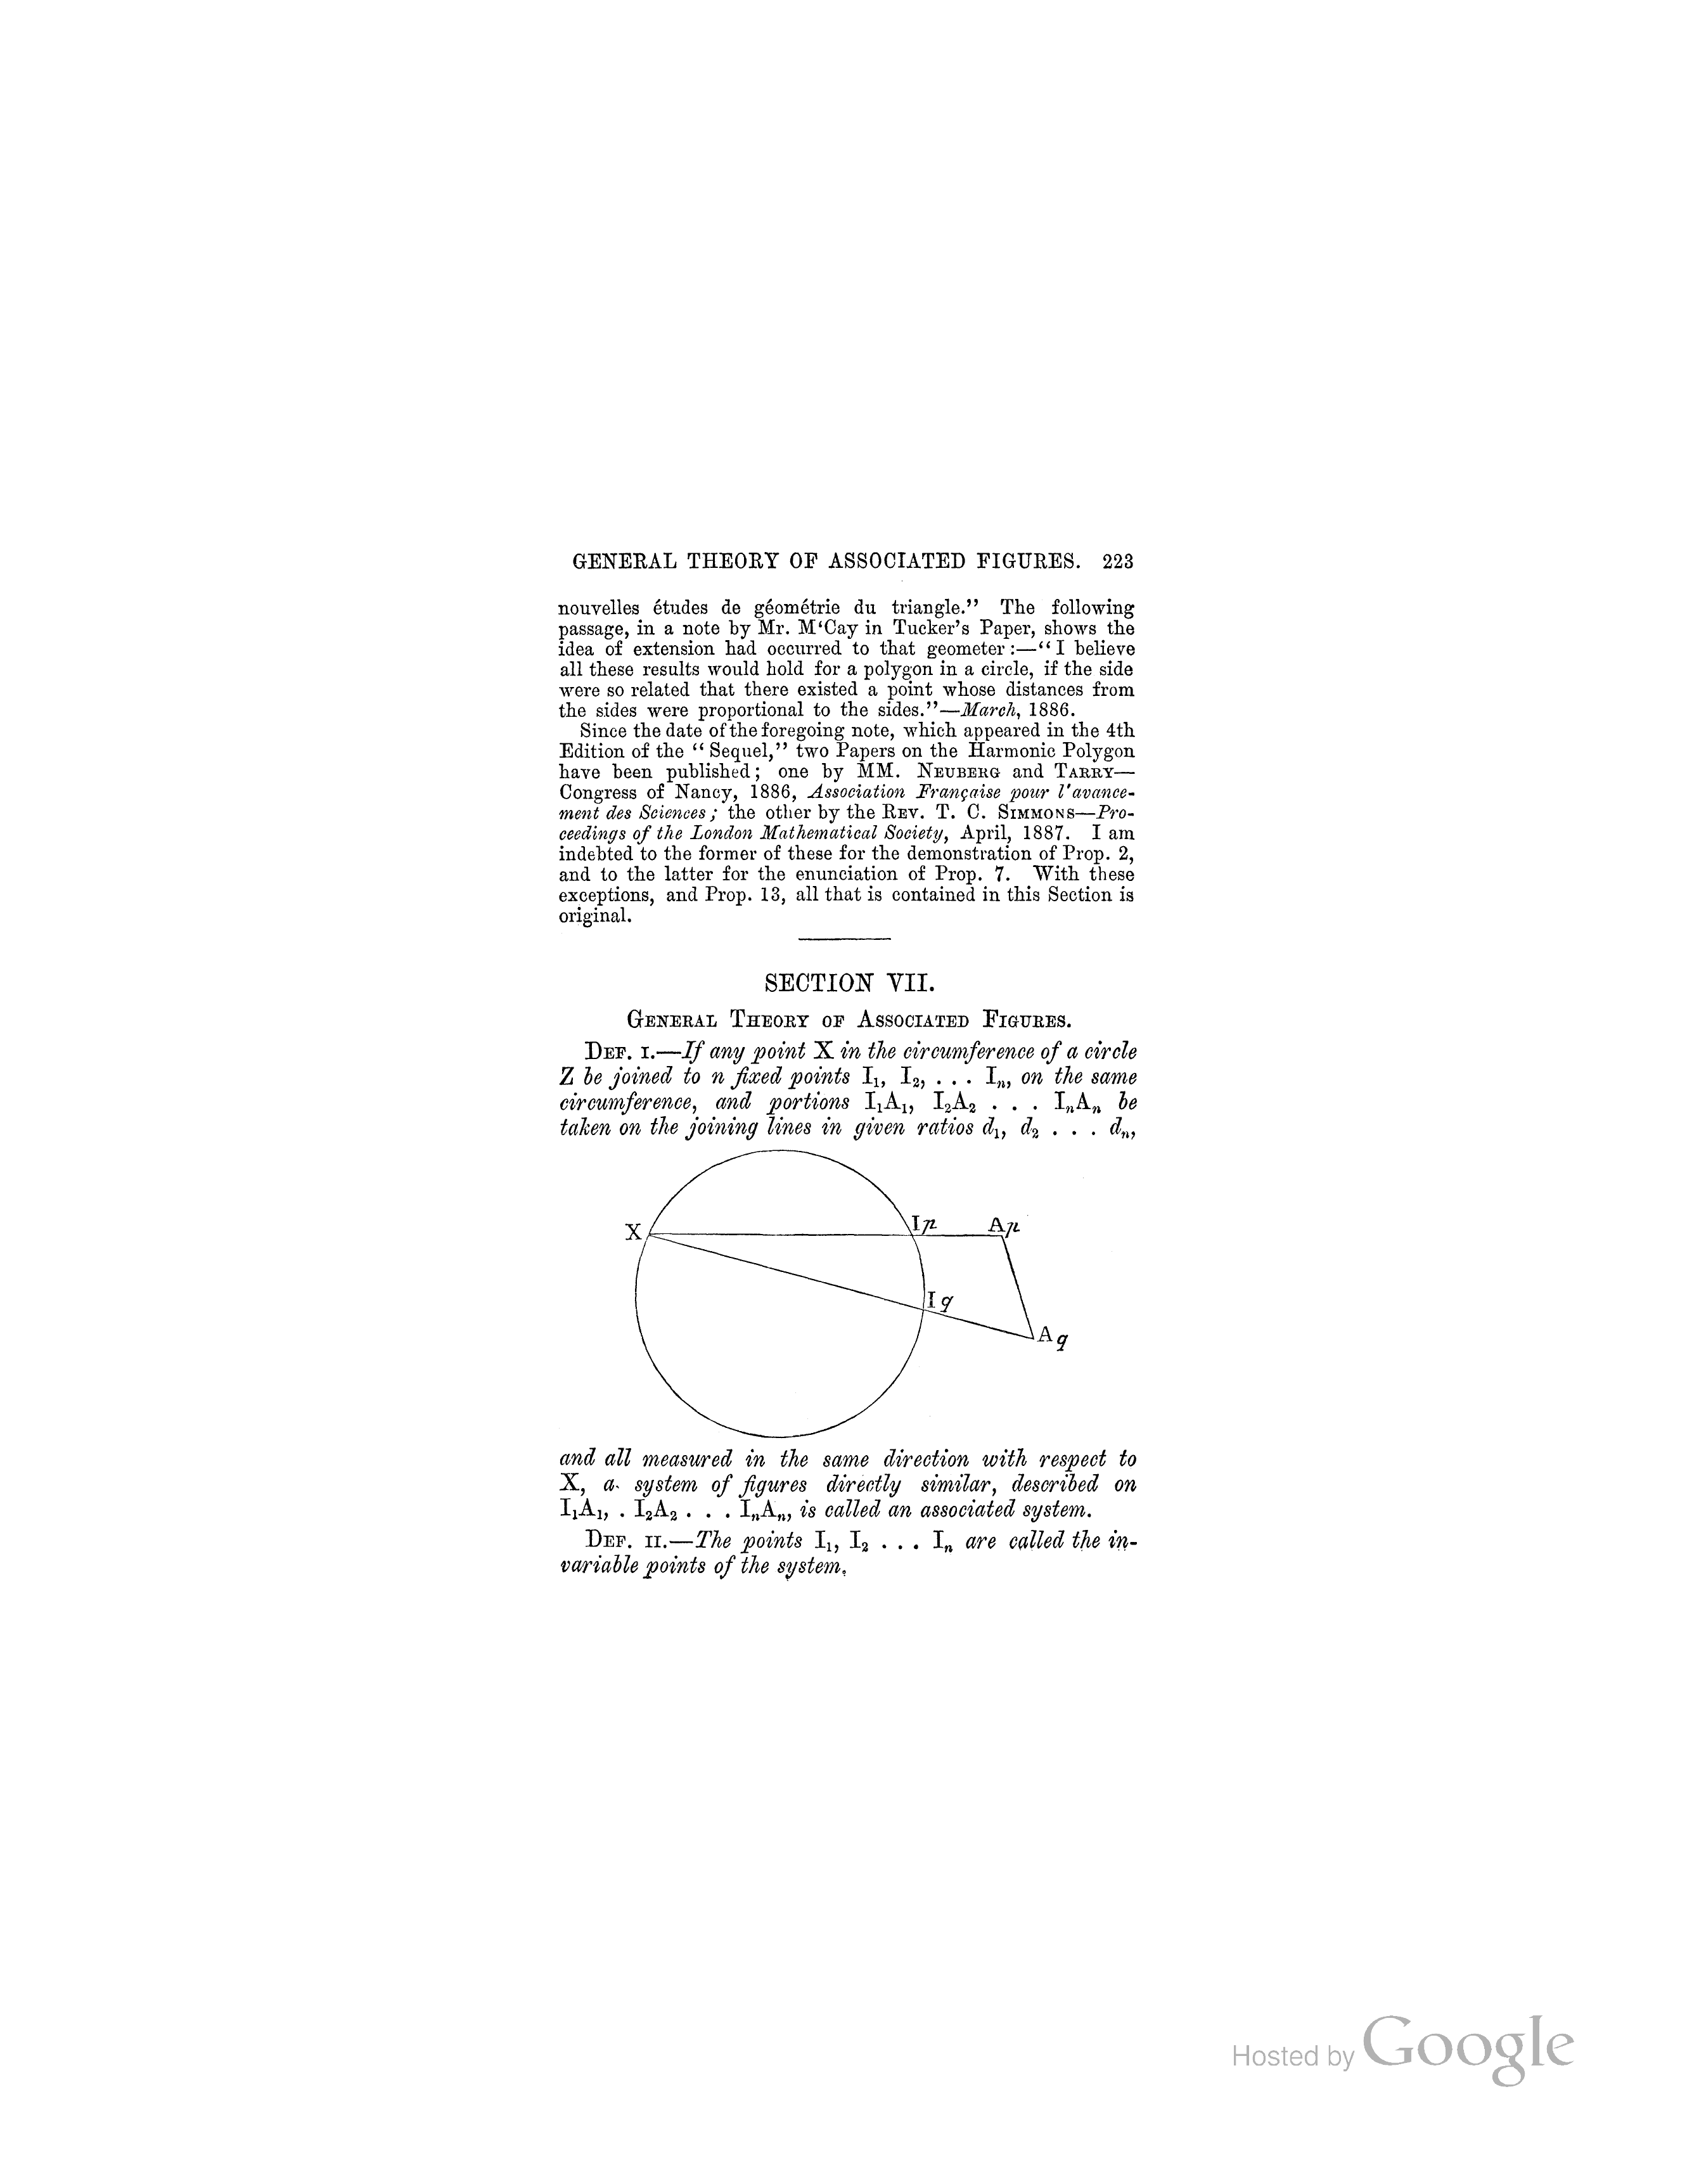 GENERAL THEORY OF ASSOCIATED FIGURES. 223
nouvelles études de géométrie du triangle.” The following
passage, in a note by Mr. M‘Cay in Tucker’s Paper, shows the
idea of extension had occurred to that geometer:—“I believe
all these results would hold for a polygon in a circle, if the side
were so related that there existed a point whose distances from
the sides were proportional to the sides.”—March, 1886.
Since the date of the foregoing note, which appeared in the 4th
Edition of the “Sequel,” two Papers on the Harmonic Polygon
have been published; one by MM. NEUBERG and TARRY—
Congress of Nancy, 1886, Association Française pour l’avance-
ment des Sciences; the other by the REV. T. C. SIMMONS—Pro-
ceedings of the London Mathematical Society, April, 1887. I am
indebted to the former of these for the demonstration of Prop. 2,
and to the latter for the enunciation of Prop. 7. With these
exceptions, and Prop. 13, all that is contained in this Section is
original.
SECTION VII.
GENERAL THEORY OF ASSOCIATED FIGURES.
DEF. I.—If any point X in the circumference of a circle
Z be joined to n fixed points I₁, I₂, . . . Iₙ, on the same
circumference, and portions I₁A₁, I₂A₂ . . . IₙAₙ be
taken on the joining lines in given ratios d₁, d₂ . . . dₙ,
X Ip Ap
Iq
Aq
and all measured in the same direction with respect to
X, a system of figures directly similar, described on
I₁A₁, . I₂A₂ . . . IₙAₙ, is called an associated system.
DEF. II.—The points I₁, I₂ . . . Iₙ are called the in-
variable points of the system.
Hosted by Google